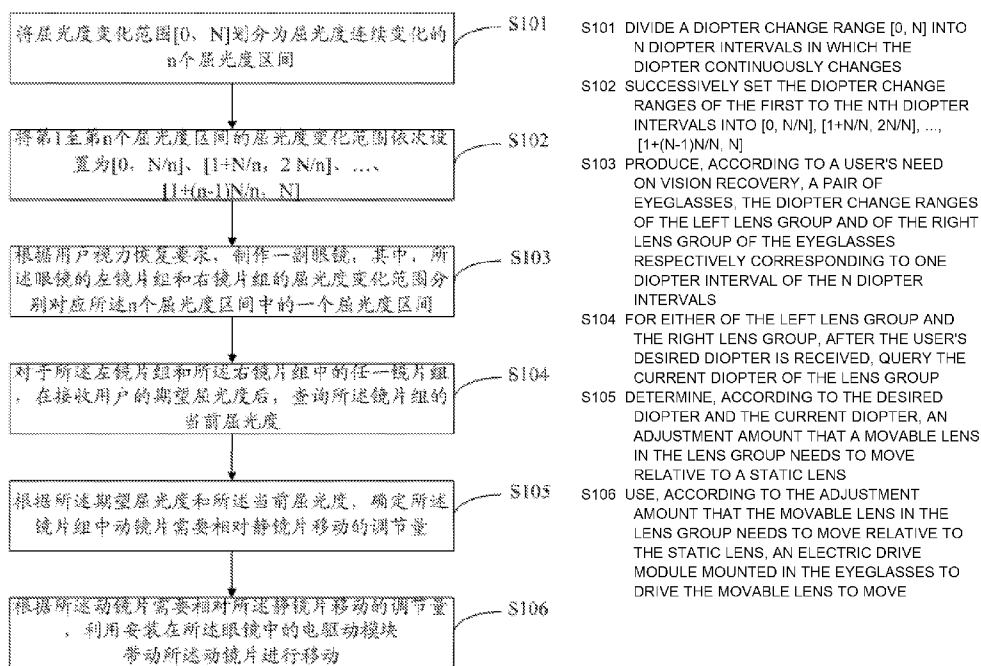 将屈光度变化范围[0、N]划分为屈光度连续变化的
n个屈光度区间
S101
将第1至第n个屈光度区间的屈光度变化范围依次设
置为[0，N/n]、[1+N/n，2 N/n]、…、
[1+(n-1)N/n，N]
S102
根据用户视力恢复要求，制作一副眼镜，其中，所
述眼镜的左镜片组和右镜片组的屈光度变化范围分
别对应所述n个屈光度区间中的一个屈光度区间
S103
对于所述左镜片组和所述右镜片组中的任一镜片组
，在接收用户的期望屈光度后，查询所述镜片组的
当前屈光度
S104
根据所述期望屈光度和所述当前屈光度，确定所述
镜片组中动镜片需要相对静镜片移动的调节量
S105
根据所述动镜片需要相对所述静镜片移动的调节量
，利用安装在所述眼镜中的电驱动模块
带动所述动镜片进行移动
S106
S101 DIVIDE A DIOPTER CHANGE RANGE [0, N] INTO
N DIOPTER INTERVALS IN WHICH THE
DIOPTER CONTINUOUSLY CHANGES
S102 SUCCESSIVELY SET THE DIOPTER CHANGE
RANGES OF THE FIRST TO THE NTH DIOPTER
INTERVALS INTO [0, N/N], [1+N/N, 2N/N], ...,
[1+(N-1)N/N, N]
S103 PRODUCE, ACCORDING TO A USER'S NEED
ON VISION RECOVERY, A PAIR OF
EYEGLASSES, THE DIOPTER CHANGE RANGES
OF THE LEFT LENS GROUP AND OF THE RIGHT
LENS GROUP OF THE EYEGLASSES
RESPECTIVELY CORRESPONDING TO ONE
DIOPTER INTERVAL OF THE N DIOPTER
INTERVALS
S104 FOR EITHER OF THE LEFT LENS GROUP AND
THE RIGHT LENS GROUP, AFTER THE USER'S
DESIRED DIOPTER IS RECEIVED, QUERY THE
CURRENT DIOPTER OF THE LENS GROUP
S105 DETERMINE, ACCORDING TO THE DESIRED
DIOPTER AND THE CURRENT DIOPTER, AN
ADJUSTMENT AMOUNT THAT A MOVABLE LENS
IN THE LENS GROUP NEEDS TO MOVE
RELATIVE TO A STATIC LENS
S106 USE, ACCORDING TO THE ADJUSTMENT
AMOUNT THAT THE MOVABLE LENS IN THE
LENS GROUP NEEDS TO MOVE RELATIVE TO
THE STATIC LENS, AN ELECTRIC DRIVE
MODULE MOUNTED IN THE EYEGLASSES TO
DRIVE THE MOVABLE LENS TO MOVE